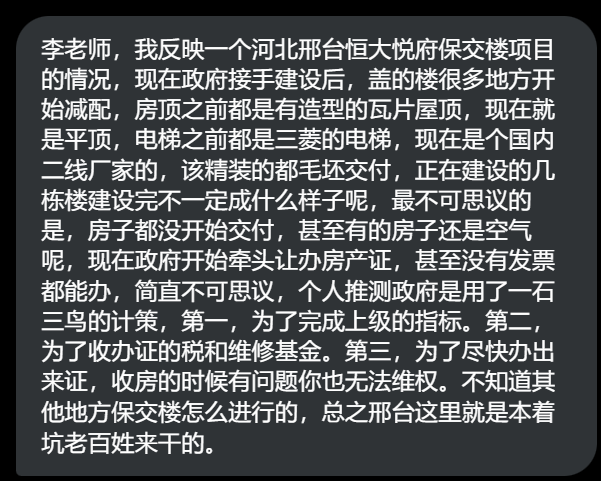 李老师，我反映一个河北邢台恒大悦府保交楼项目
的情况，现在政府接手建设后，盖的楼很多地方开
始减配，房顶之前都是有造型的瓦片屋顶，现在就
是平顶，电梯之前都是三菱的电梯，现在是个国内
二线厂家的，该精装的都毛坯交付，正在建设的几
栋楼建设完不一定成什么样子呢，最不可思议的
是，房子都没开始交付，甚至有的房子还是空气
呢，现在政府开始牵头让办房产证，甚至没有发票
都能办，简直不可思议，个人推测政府是用了一石
三鸟的计策，第一，为了完成上级的指标。第二，
为了收办证的税和维修基金。第三，为了尽快办出
来证，收房的时候有问题你也无法维权。不知道其
他地方保交楼怎么进行的，总之邢台这里就是本着
坑老百姓来干的。